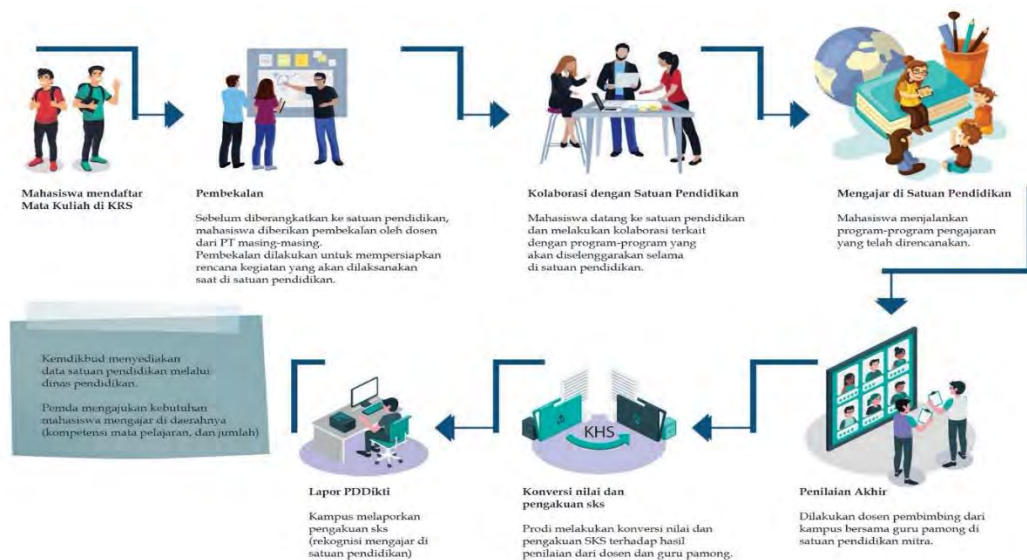 Mahasiswa mendaftar
Mata Kuliah di KRS
Pembekalan
Sebelum diberangkatkan ke satuan pendidikan,
mahasiswa diberikan pembekalan oleh dosen
dari PT masing-masing.
Pembekalan dilakukan untuk mempersiapkan
rencana kegiatan yang akan dilaksanakan
saat di satuan pendidikan.
Kolaborasi dengan Satuan Pendidikan
Mahasiswa datang ke satuan pendidikan
dan melakukan kolaborasi terkait
dengan program-program yang
akan diselenggarakan selama
di satuan pendidikan.
Mengajar di Satuan Pendidikan
Mahasiswa menjalankan
program-program pengajaran
yang telah direncanakan.
Kemdikbud menyediakan
data satuan pendidikan melalui
dinas pendidikan.
Pemda mengajukan kebutuhan
mahasiswa mengajar di daerahnya
(kompetensi mata pelajaran, dan jumlah)
Lapor PDDikti
Kampus melaporkan
pengakuan sks
(rekognisi mengajar di
satuan pendidikan)
KHS
Konversi nilai dan
pengakuan sks
Prodi melakukan konversi nilai dan
pengakuan SKS terhadap hasil
penilaian dari dosen dan guru pamong.
Penilaian Akhir
Dilakukan dosen pembimbing dari
kampus bersama guru pamong di
satuan pendidikan mitra.